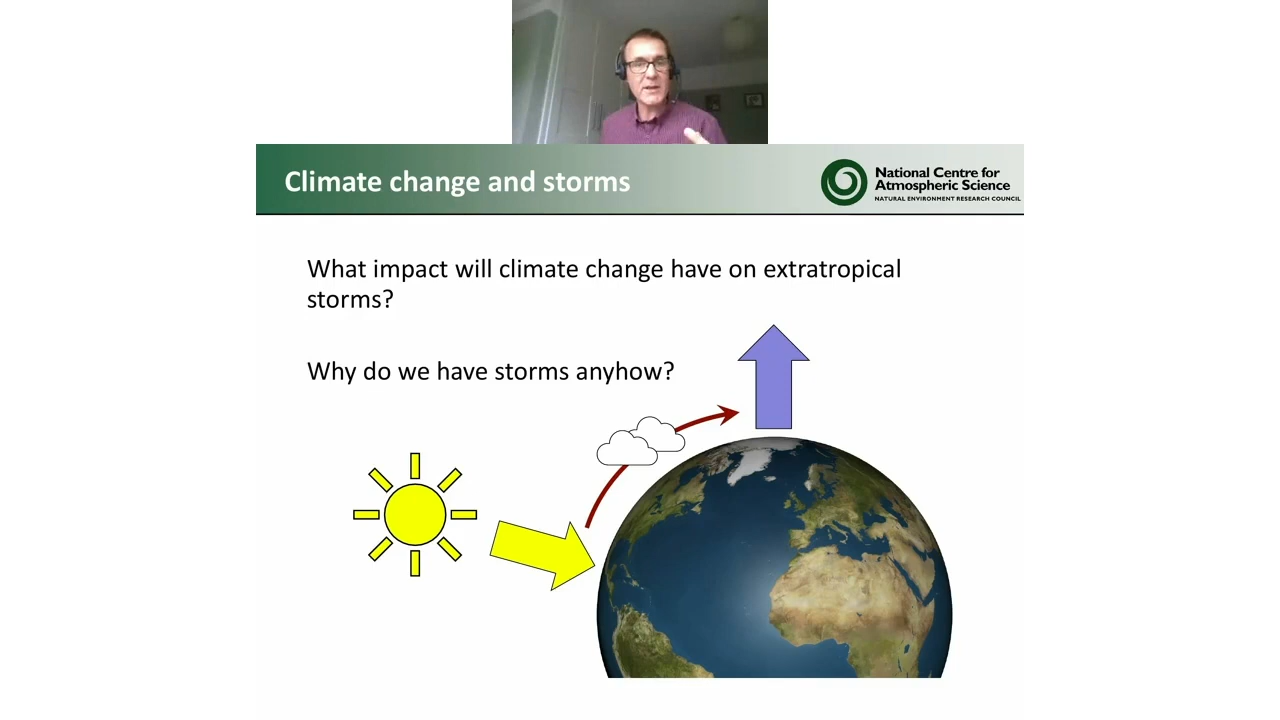 Climate change and storms
National Centre for
Atmospheric Science
NATURAL ENVIRONMENT RESEARCH COUNCIL
What impact will climate change have on extratropical
storms?
Why do we have storms anyhow?